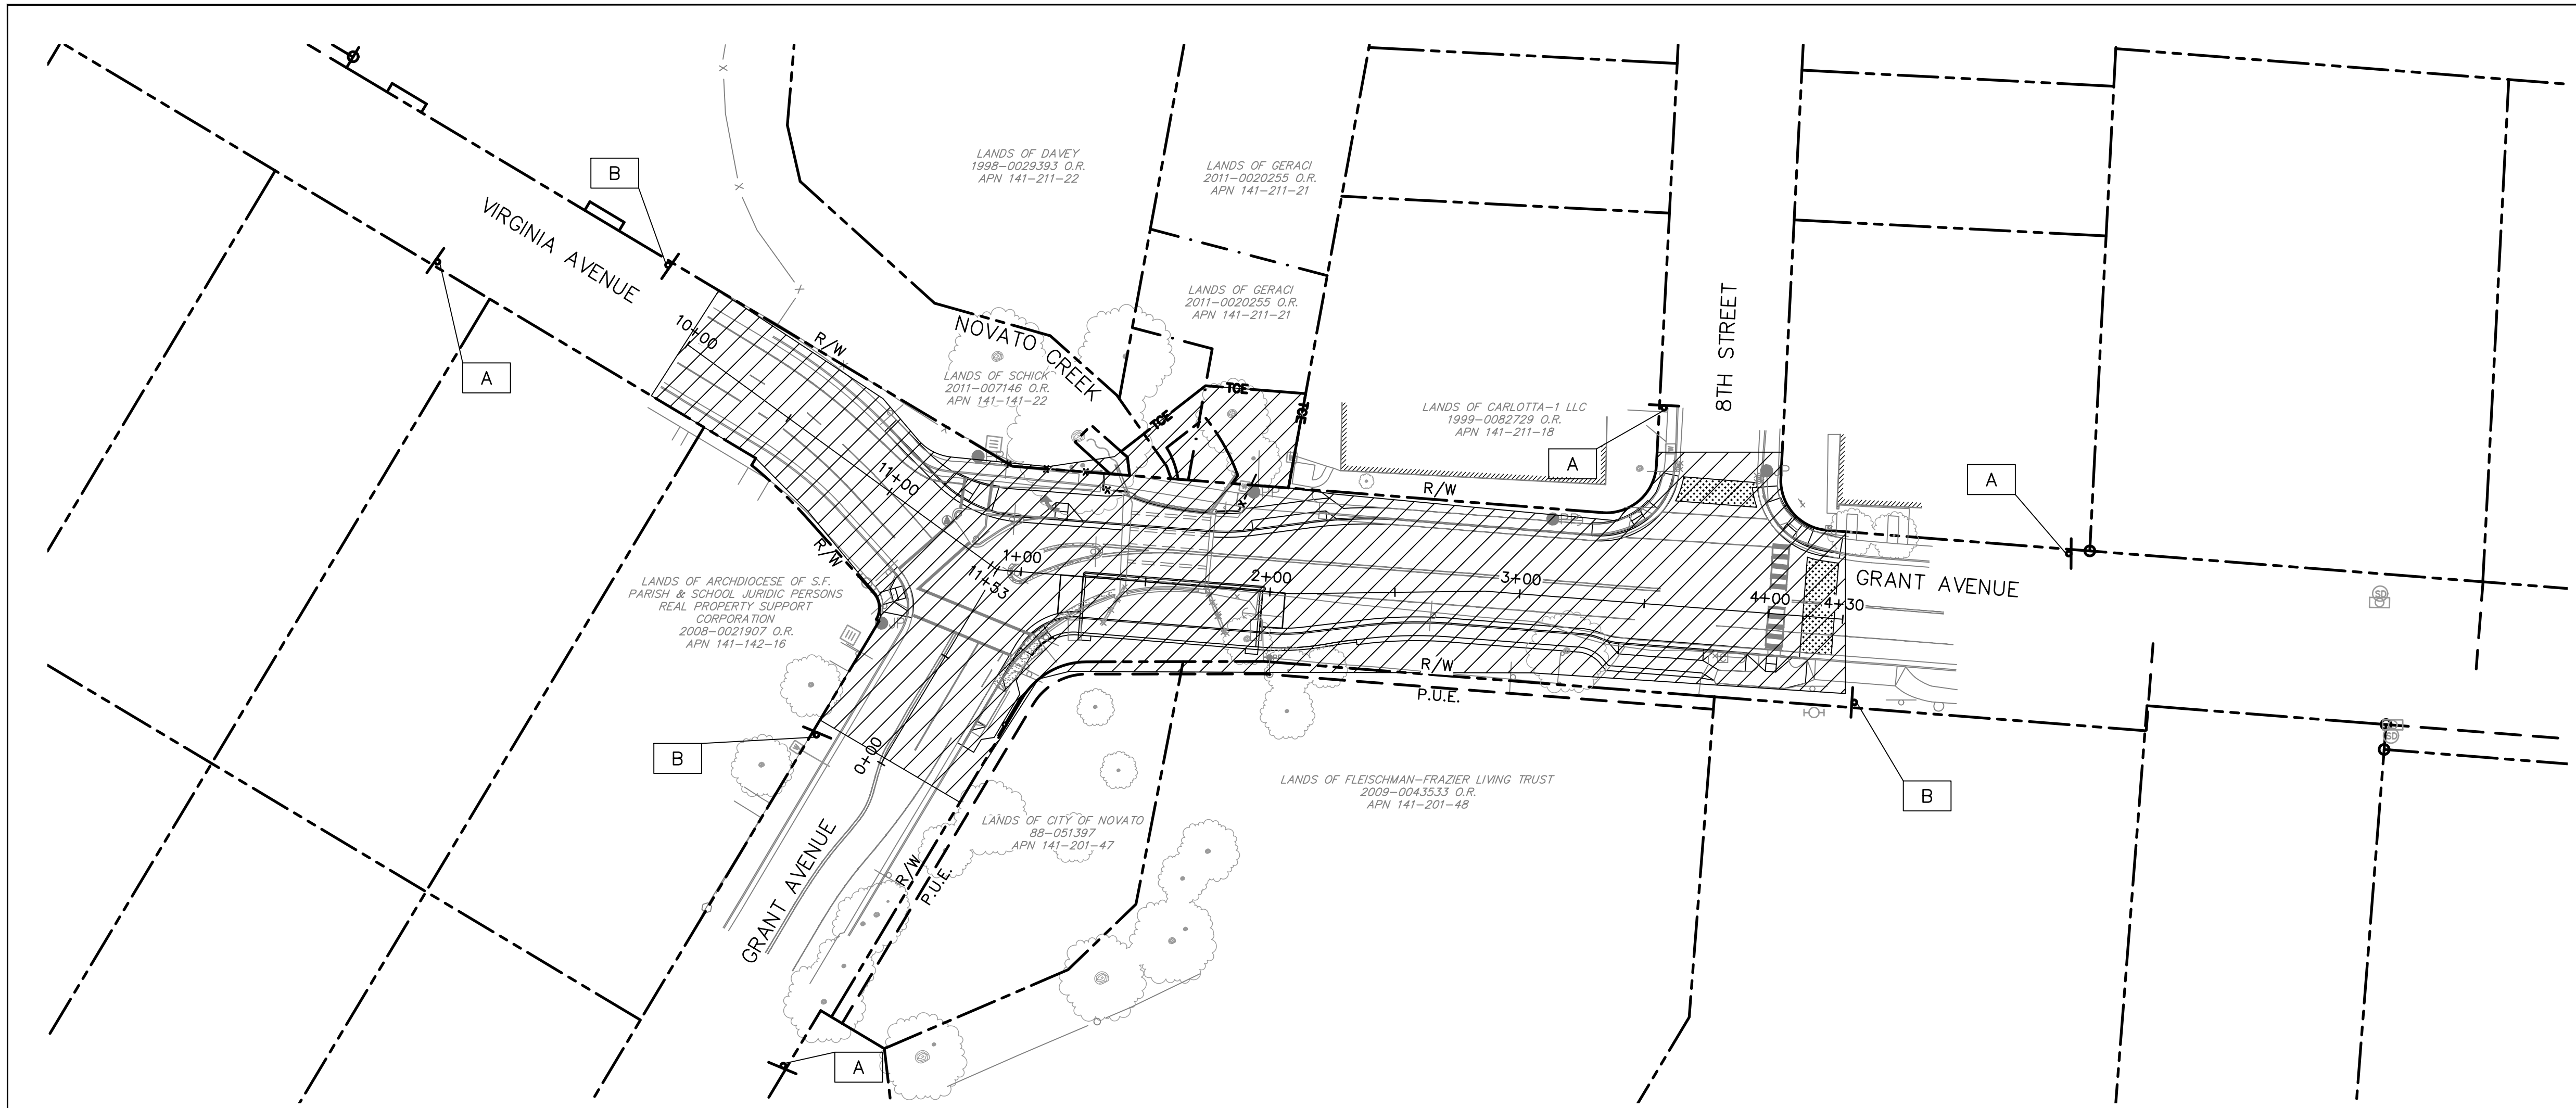 LANDS OF DAVEY
1998-0029393 O.R.
APN 141-211-22
LANDS OF GERACI
2011-0020255 O.R.
APN 141-211-21
B
VIRGINIA AVENUE
A
10+00
R/W
NOVATO CREEK
LANDS OF SCHICK
2011-007146 O.R.
APN 141-141-22
LANDS OF GERACI
2011-0020255 O.R.
APN 141-211-21
TCE
TCE
TCE
8TH STREET
LANDS OF CARLOTTA-1 LLC
1999-0082729 O.R.
APN 141-211-18
A
A
11+00
R/W
R/W
1+00
11+53
2+00
3+00
4+00
4+30
GRANT AVENUE
SD
LANDS OF ARCHDIOCESE OF S.F.
PARISH & SCHOOL JURIDIC PERSONS
REAL PROPERTY SUPPORT
CORPORATION
2008-0021907 O.R.
APN 141-142-16
R/W
P.U.E.
B
0+00
SD
B
LANDS OF FLEISCHMAN-FRAZIER LIVING TRUST
2009-0043533 O.R.
APN 141-201-48
LANDS OF CITY OF NOVATO
88-051397
APN 141-201-47
GRANT AVENUE
R/W
P.U.E.
A